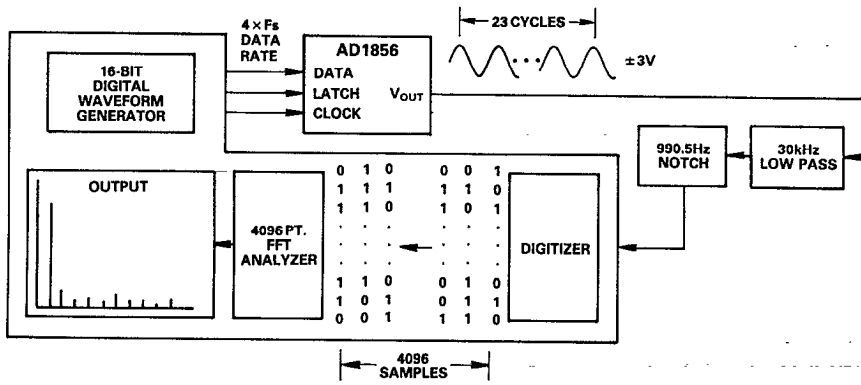 4×Fs
DATA
RATE
AD1856
DATA
LATCH
CLOCK
VOUT
23 CYCLES
±3V
16-BIT
DIGITAL
WAVEFORM
GENERATOR
990.5Hz
NOTCH
30kHz
LOW PASS
OUTPUT
4096 PT.
FFT
ANALYZER
0 1 0 0 0 1
1 1 1 1 1 0
1 1 0 1 0 1
. . . . . .
. . . . . .
. . . . . .
1 1 0 1 1 0
1 0 0 0 1 1
0 0 1 1 1 0
DIGITIZER
4096
SAMPLES